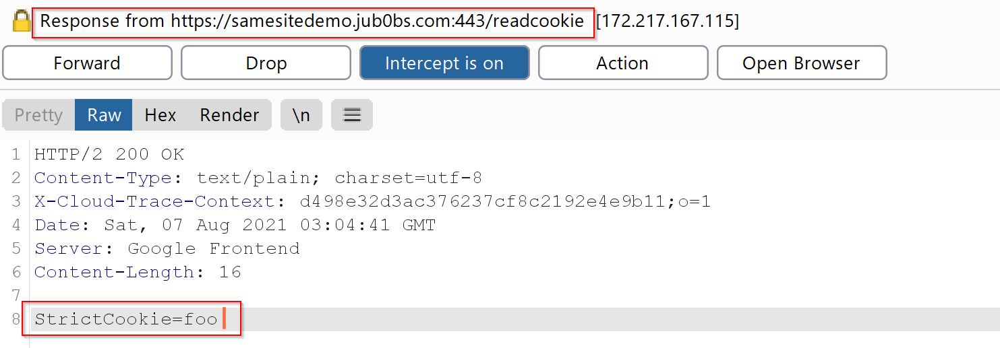 Response from https://samesitedemo.jub0bs.com:443/readcookie [172.217.167.115]
Forward Drop Intercept is on Action Open Browser
Pretty Raw Hex Render \n
1 HTTP/2 200 OK
2 Content-Type: text/plain; charset=utf-8
3 X-Cloud-Trace-Context: d498e32d3ac376237cf8c2192e4e9b11;o=1
4 Date: Sat, 07 Aug 2021 03:04:41 GMT
5 Server: Google Frontend
6 Content-Length: 16
7
8 StrictCookie=foo